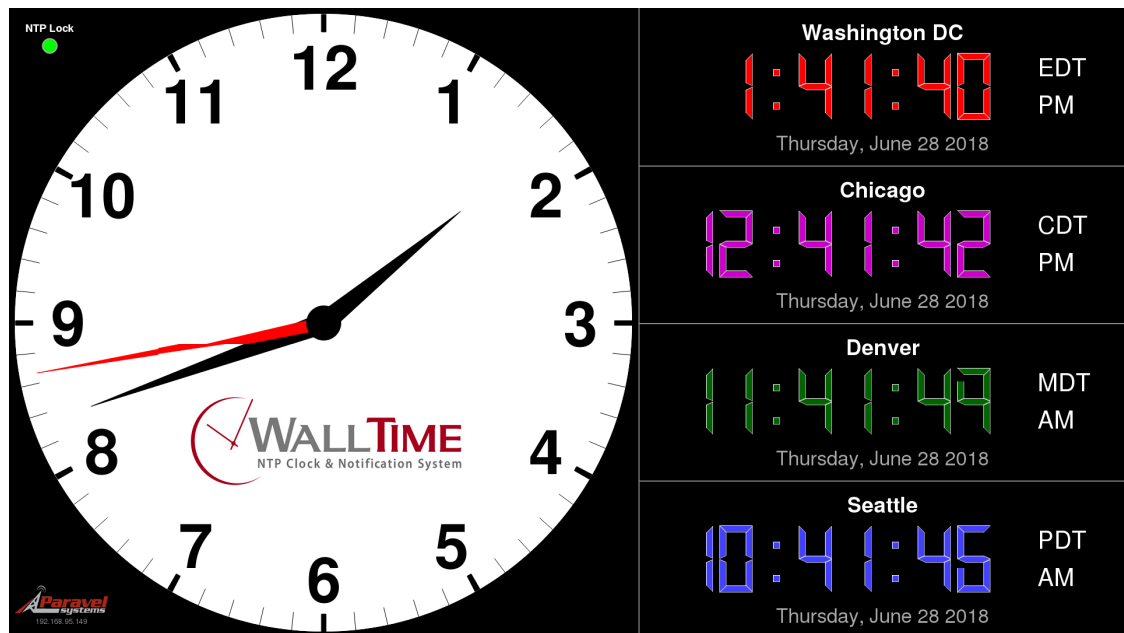 NTP Lock
12
11
1
10
2
9
3
8
4
7
5
6
WALLTIME
NTP Clock & Notification System
Paravel
systems
192.168.95.149
Washington DC
1:41:40 EDT
PM
Thursday, June 28 2018
Chicago
12:41:42 CDT
PM
Thursday, June 28 2018
Denver
11:41:49 MDT
AM
Thursday, June 28 2018
Seattle
10:41:45 PDT
AM
Thursday, June 28 2018